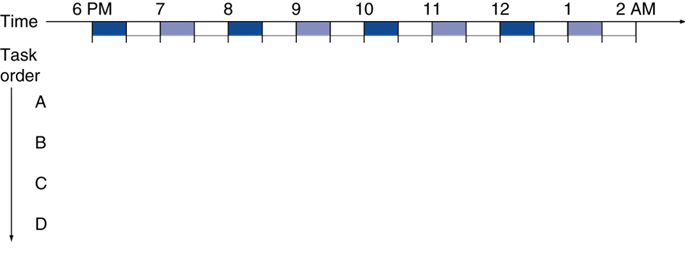 6 PM 7 8 9 10 11 12 1 2 AM
Time
Task
order
A
B
C
D